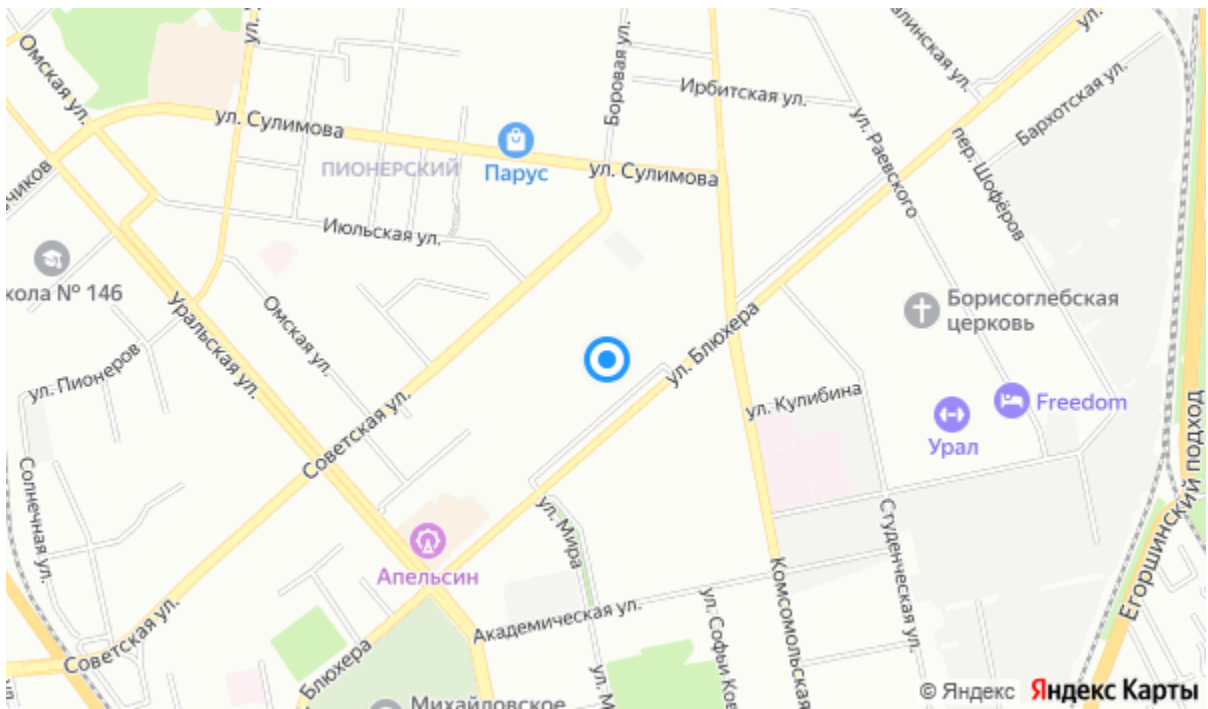 ул.
ул.
Омская ул.
Боровая ул.
Ирбитская ул.
алинская ул.
Бархотская ул.
ул. Сулимова
ПИОНЕРСКИЙ
Парус
ул. Сулимова
ул. Раевского
пер. Шофёров
чиков
Июльская ул.
кола № 146
Уральская ул.
Омская ул.
ул. Блюхера
Борисоглебская
церковь
ул. Пионеров
Советская ул.
ул. Кулибина
Freedom
Урал
Егоршинский подход
Солнечная ул.
ул. Мира
Студенческая ул.
Апельсин
Комсомольская
Академическая ул.
ул. Софьи Ков
Советская ул.
Блюхера
ул. М
Михайловское
© Яндекс Яндекс Карты